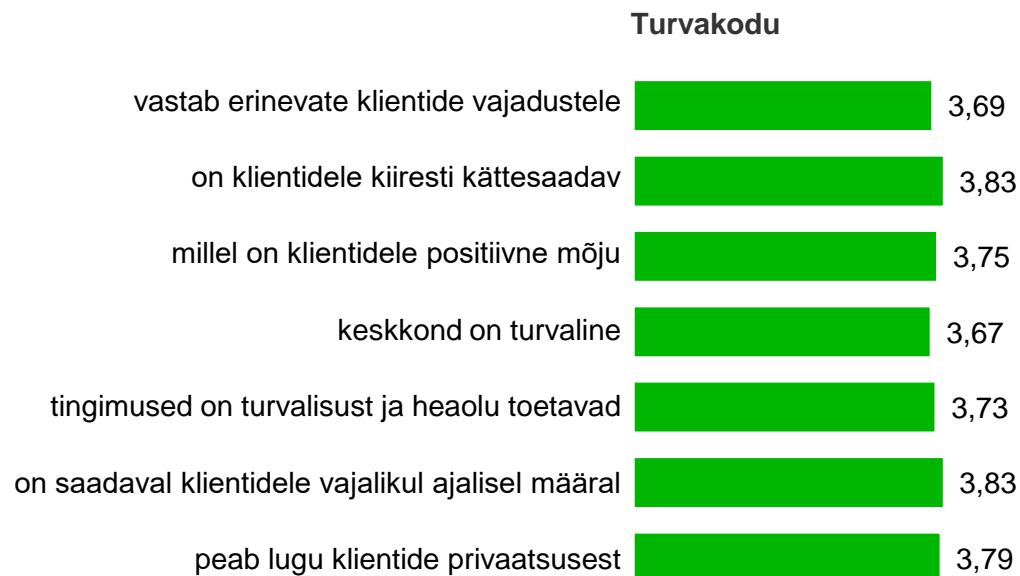 Turvakodu
vastab erinevate klientide vajadustele 3,69
on klientidele kiiresti kättesaadav 3,83
millel on klientidele positiivne mõju 3,75
keskkond on turvaline 3,67
tingimused on turvalisust ja heaolu toetavad 3,73
on saadaval klientidele vajalikul ajalisel määral 3,83
peab lugu klientide privaatsusest 3,79